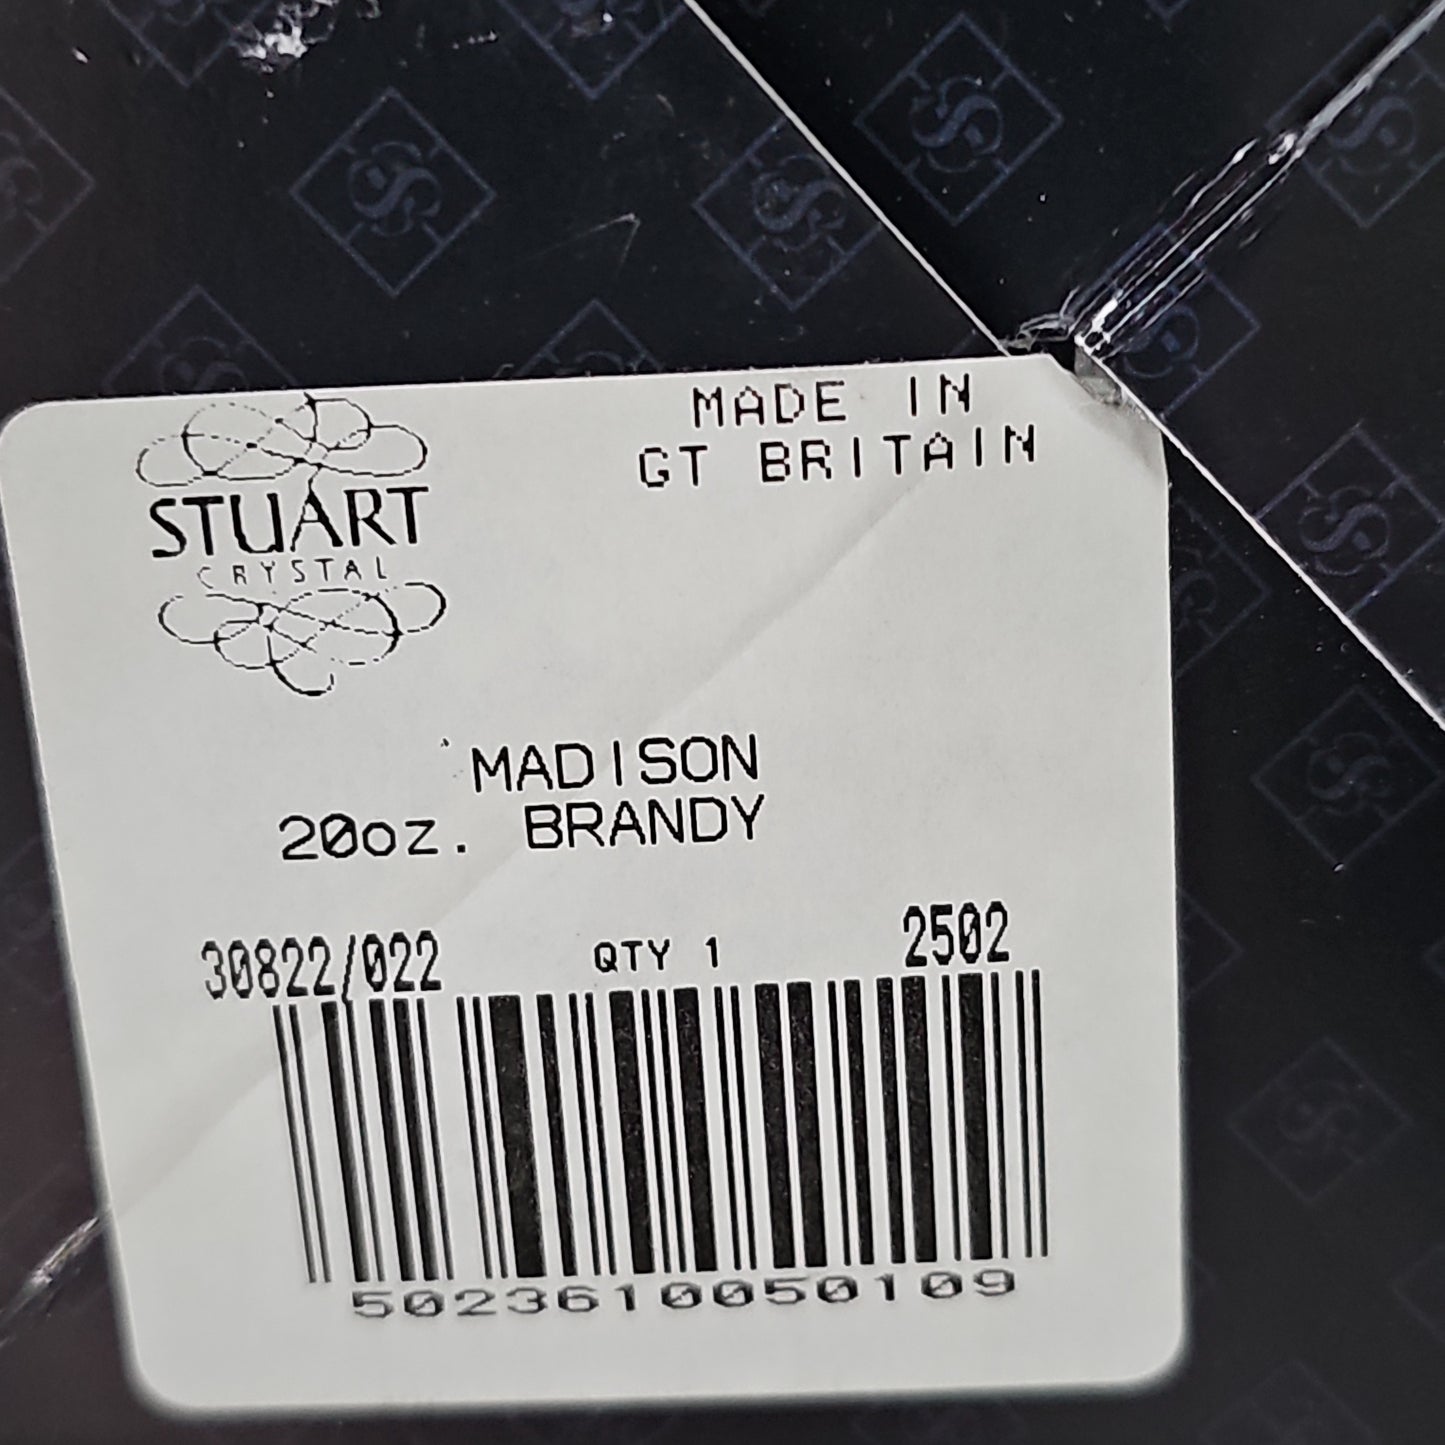 STUART
CRYSTAL
MADE IN
GT BRITAIN
MADISON
20oz. BRANDY
30822/022 QTY 1 2502
5023610050109